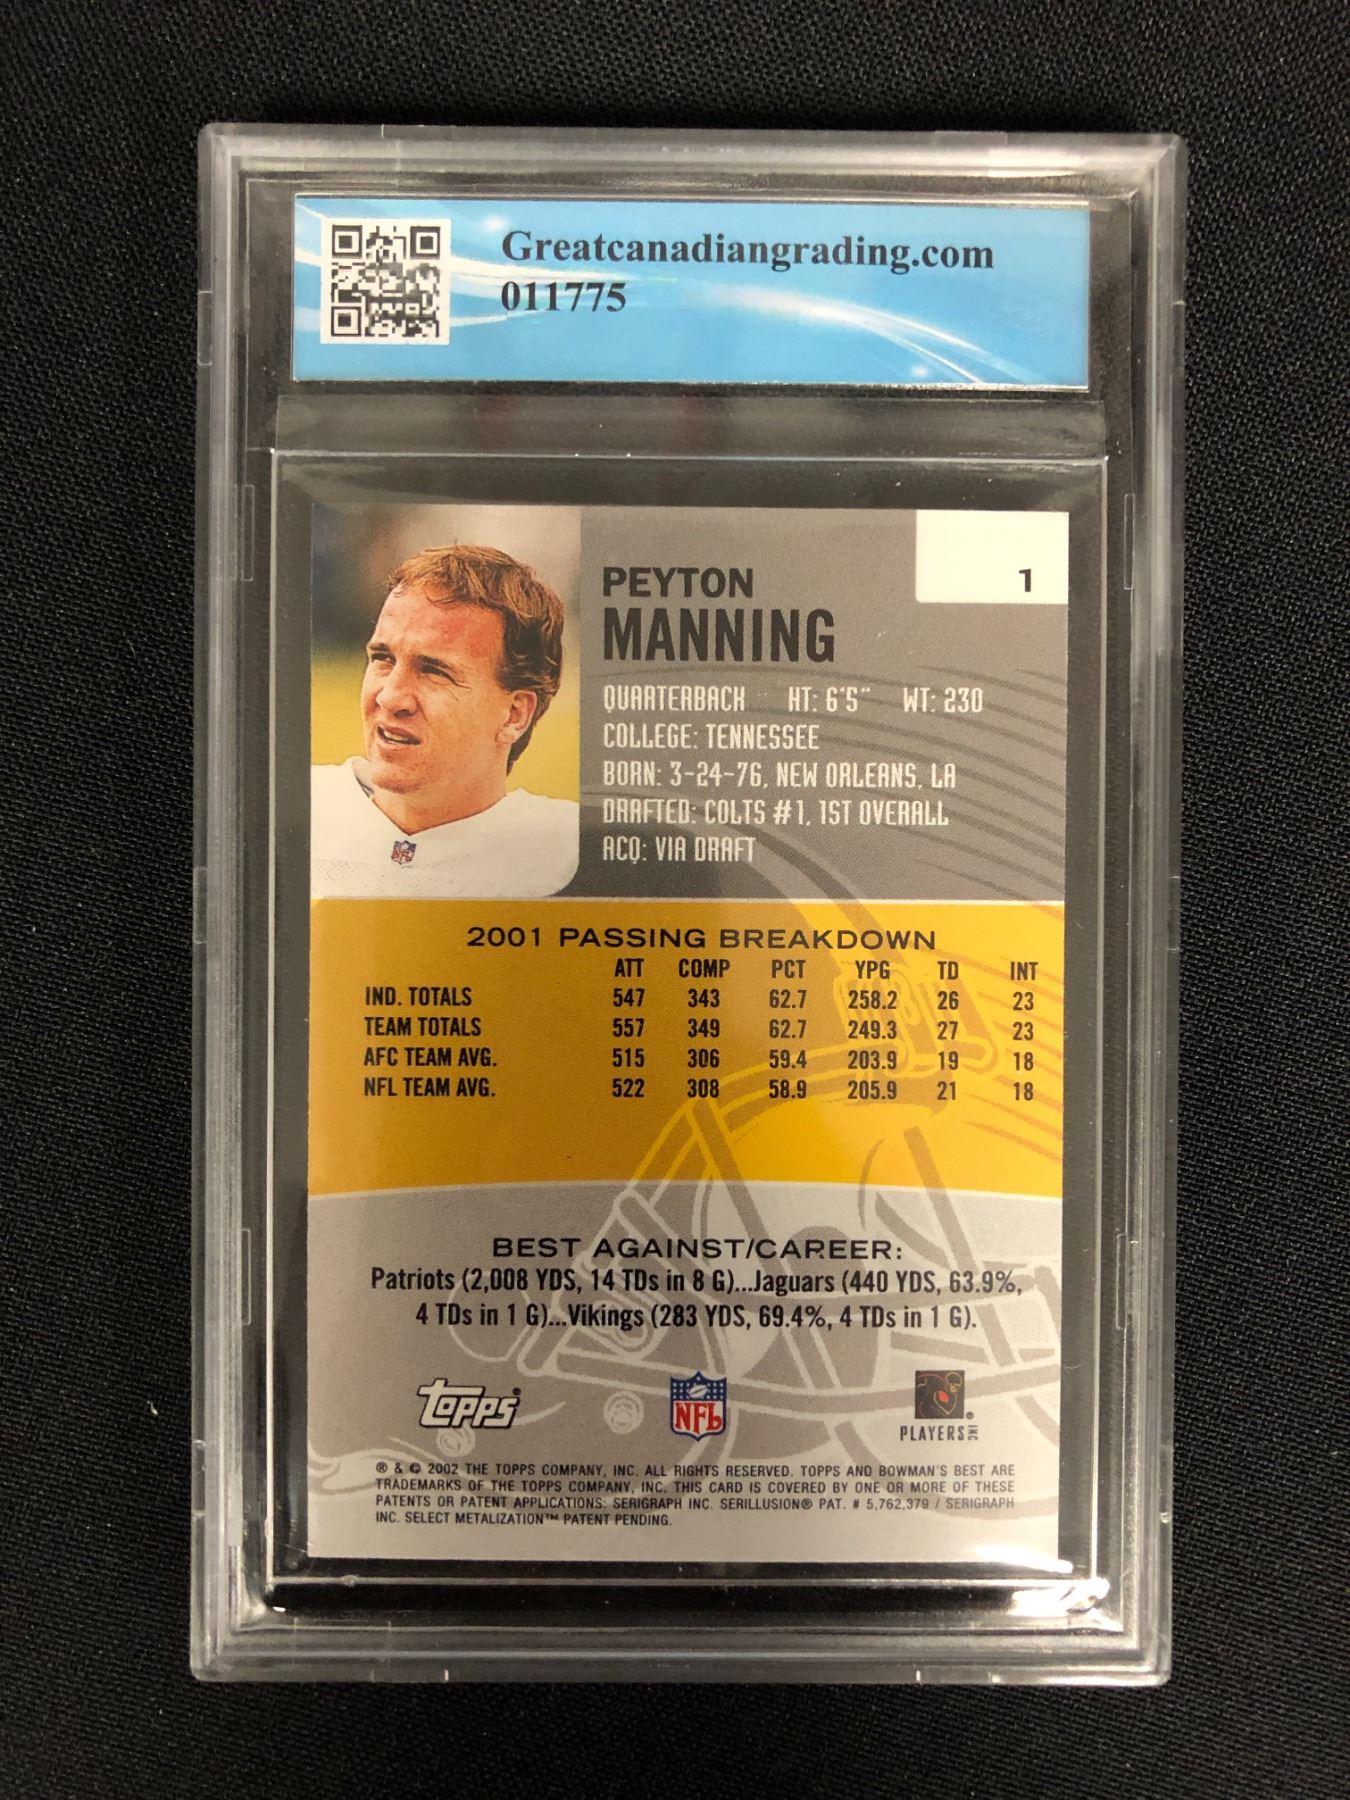 Greatcanadiangrading.com
011775
1
PEYTON
MANNING
QUARTERBACK HT: 6'5" WT: 230
COLLEGE: TENNESSEE
BORN: 3-24-76, NEW ORLEANS, LA
DRAFTED: COLTS #1, 1ST OVERALL
ACQ: VIA DRAFT
2001 PASSING BREAKDOWN
ATT COMP PCT YPG TD INT
IND. TOTALS 547 343 62.7 258.2 26 23
TEAM TOTALS 557 349 62.7 249.3 27 23
AFC TEAM AVG. 515 306 59.4 203.9 19 18
NFL TEAM AVG. 522 308 58.9 205.9 21 18
BEST AGAINST/CAREER:
Patriots (2,008 YDS, 14 TDs in 8 G)...Jaguars (440 YDS, 63.9%,
4 TDs in 1 G)...Vikings (283 YDS, 69.4%, 4 TDs in 1 G).
topps® NFL PLAYERS INC ®
® & © 2002 THE TOPPS COMPANY, INC. ALL RIGHTS RESERVED. TOPPS AND BOWMAN'S BEST ARE
TRADEMARKS OF THE TOPPS COMPANY, INC. THIS CARD IS COVERED BY ONE OR MORE OF THESE
PATENTS OR PATENT APPLICATIONS: SERIGRAPH INC. SERILLUSION® PAT. # 5,762,379 / SERIGRAPH
INC. SELECT METALIZATION™ PATENT PENDING.